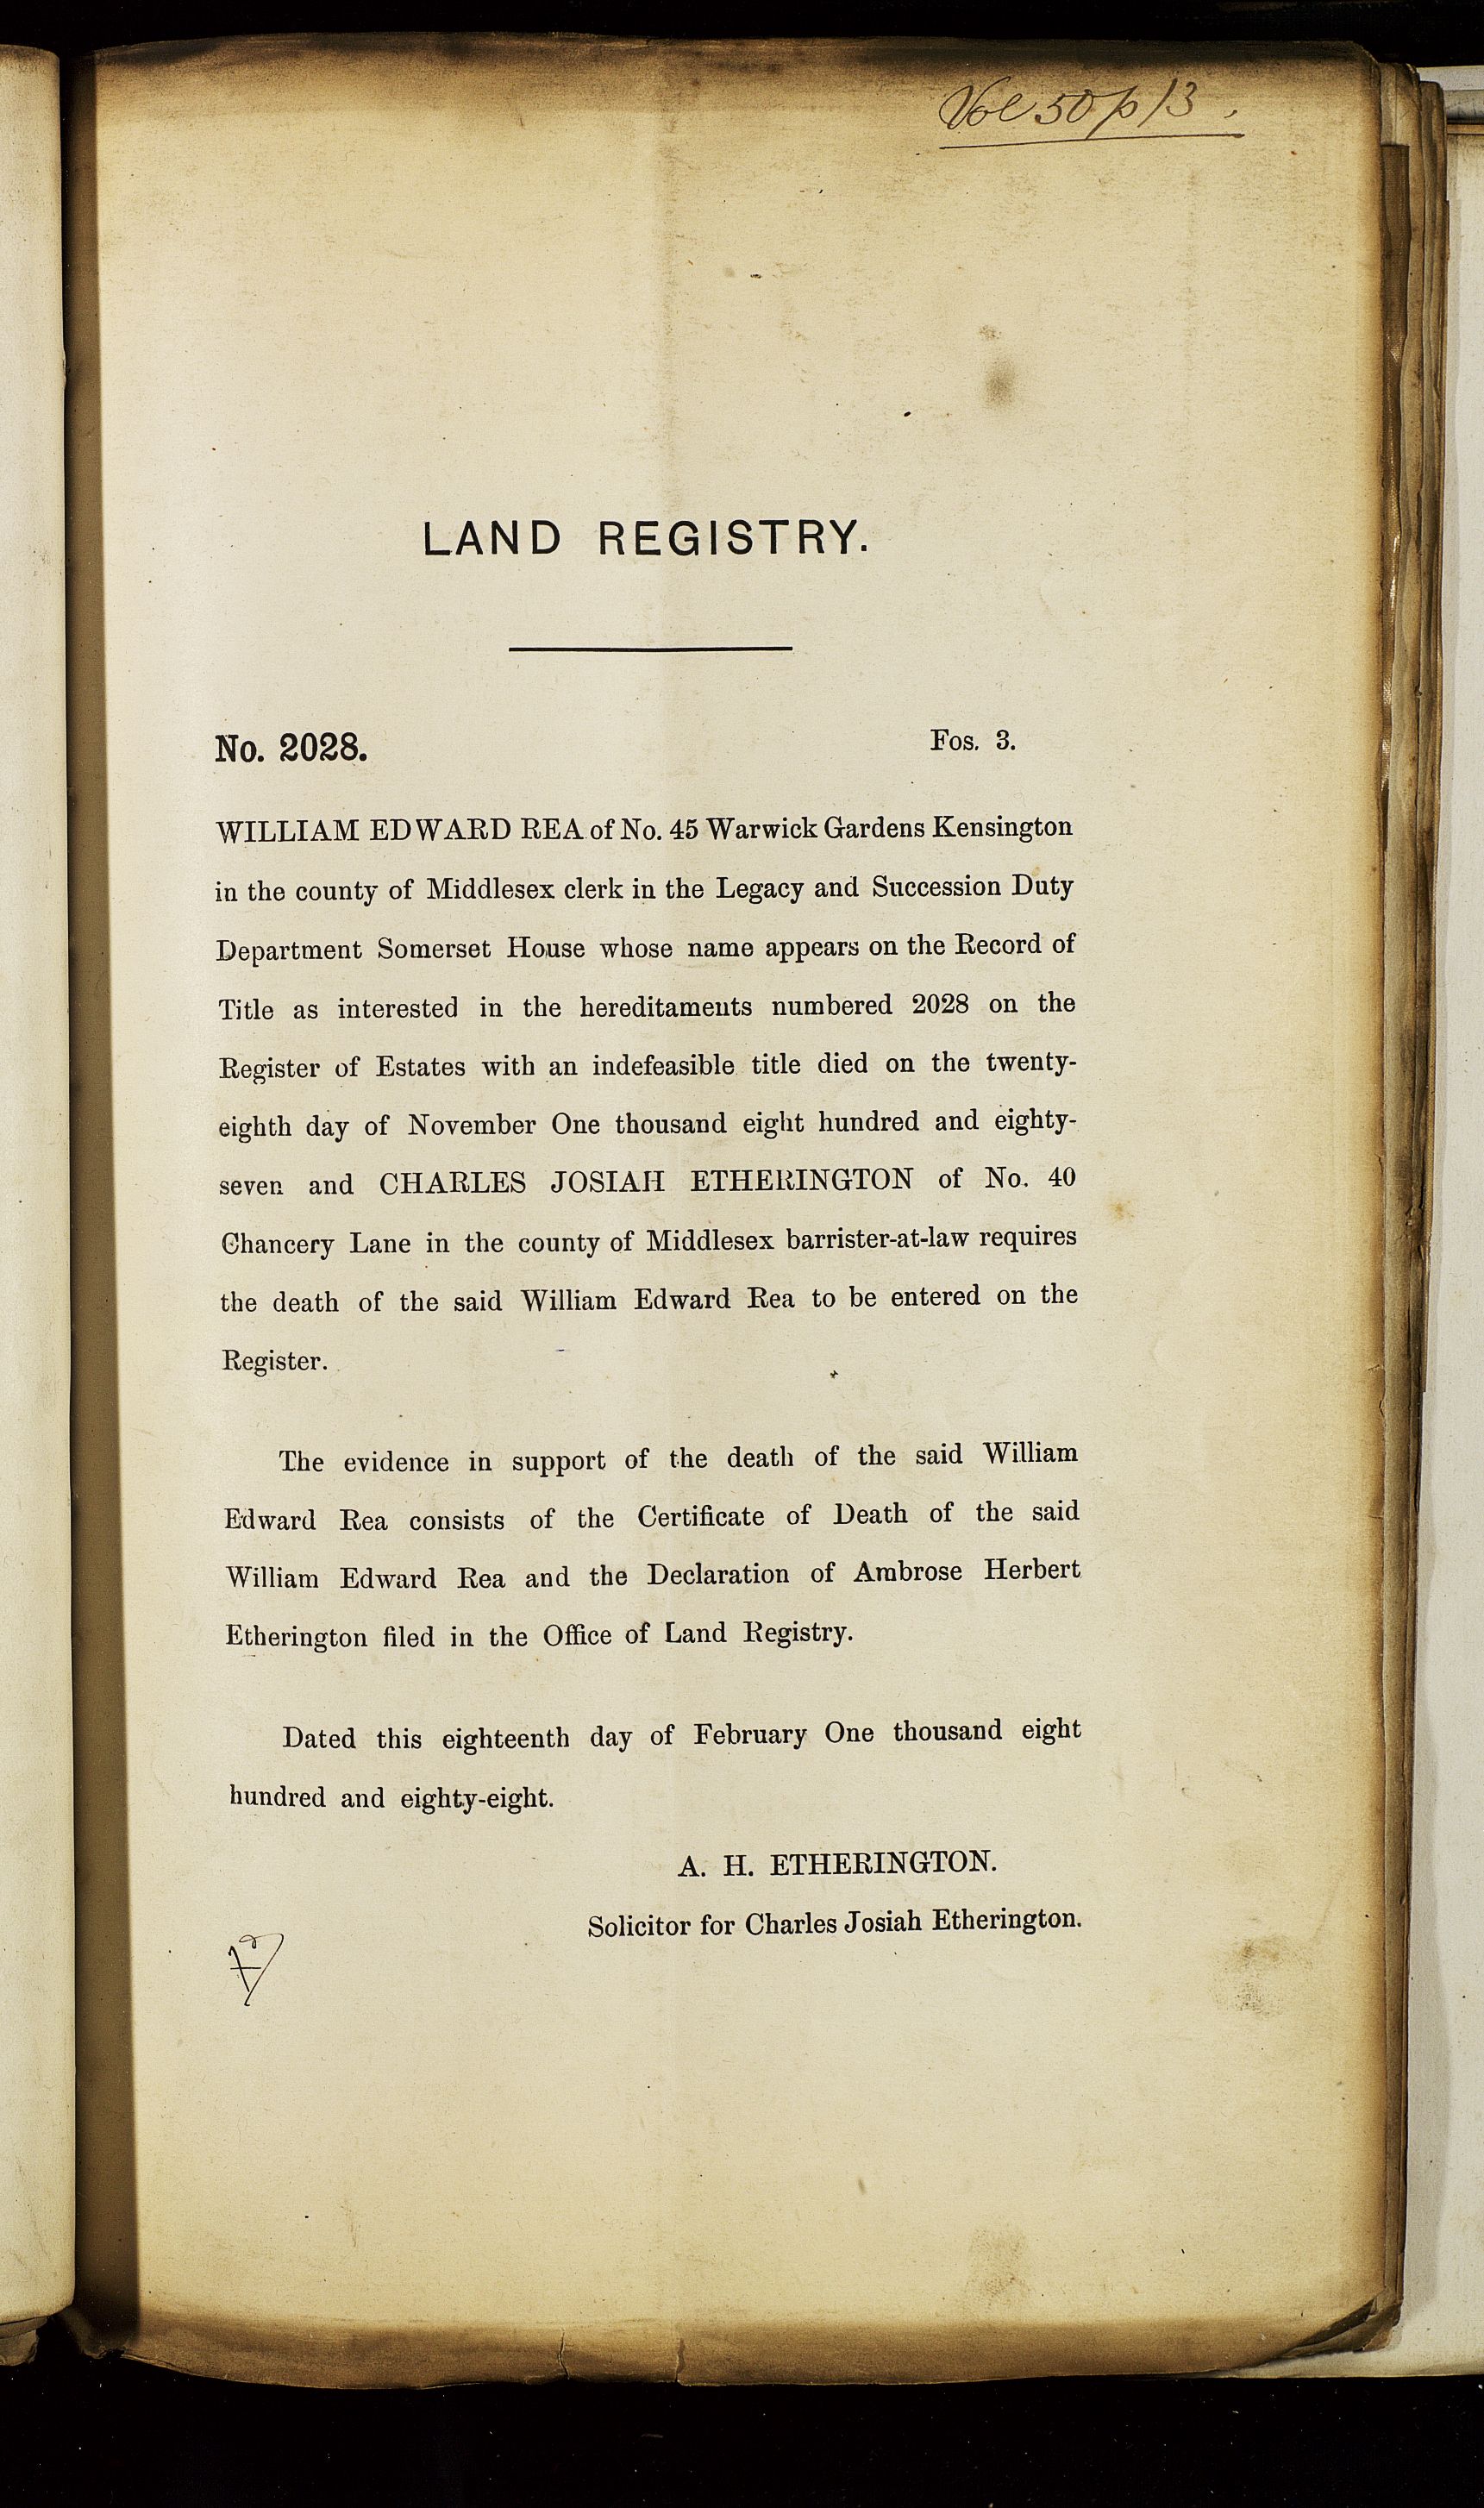 Vol 50 p 13.
LAND REGISTRY.
No. 2028.
Fos. 3.
WILLIAM EDWARD REA of No. 45 Warwick Gardens Kensington
in the county of Middlesex clerk in the Legacy and Succession Duty
Department Somerset House whose name appears on the Record of
Title as interested in the hereditaments numbered 2028 on the
Register of Estates with an indefeasible title died on the twenty-
eighth day of November One thousand eight hundred and eighty-
seven and CHARLES JOSIAH ETHERINGTON of No. 40
Chancery Lane in the county of Middlesex barrister-at-law requires
the death of the said William Edward Rea to be entered on the
Register.
The evidence in support of the death of the said William
Edward Rea consists of the Certificate of Death of the said
William Edward Rea and the Declaration of Ambrose Herbert
Etherington filed in the Office of Land Registry.
Dated this eighteenth day of February One thousand eight
hundred and eighty-eight.
A. H. ETHERINGTON.
Solicitor for Charles Josiah Etherington.